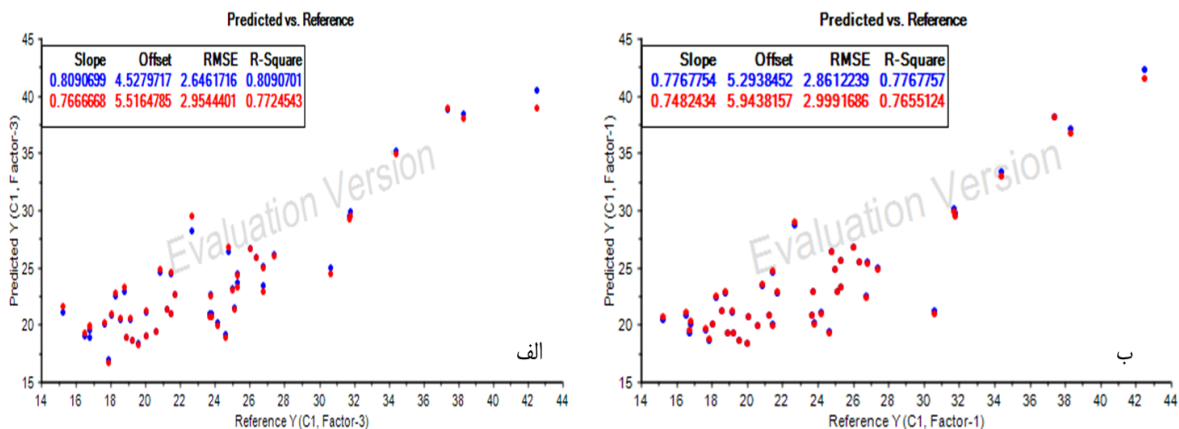 Predicted vs. Reference
Slope Offset RMSE R-Square
0.8090699 4.5279717 2.6461716 0.8090701
0.7666668 5.5164785 2.9544401 0.7724543
Evaluation Version
الف
45
40
35
30
25
20
15
Predicted Y (C1, Factor-3)
14 16 18 20 22 24 26 28 30 32 34 36 38 40 42 44
Reference Y (C1, Factor-3)
Predicted vs. Reference
Slope Offset RMSE R-Square
0.7767754 5.2938452 2.8612239 0.7767757
0.7482434 5.9438157 2.9991686 0.7655124
Evaluation Version
ب
45
40
35
30
25
20
15
Predicted Y (C1, Factor-1)
14 16 18 20 22 24 26 28 30 32 34 36 38 40 42 44
Reference Y (C1, Factor-1)